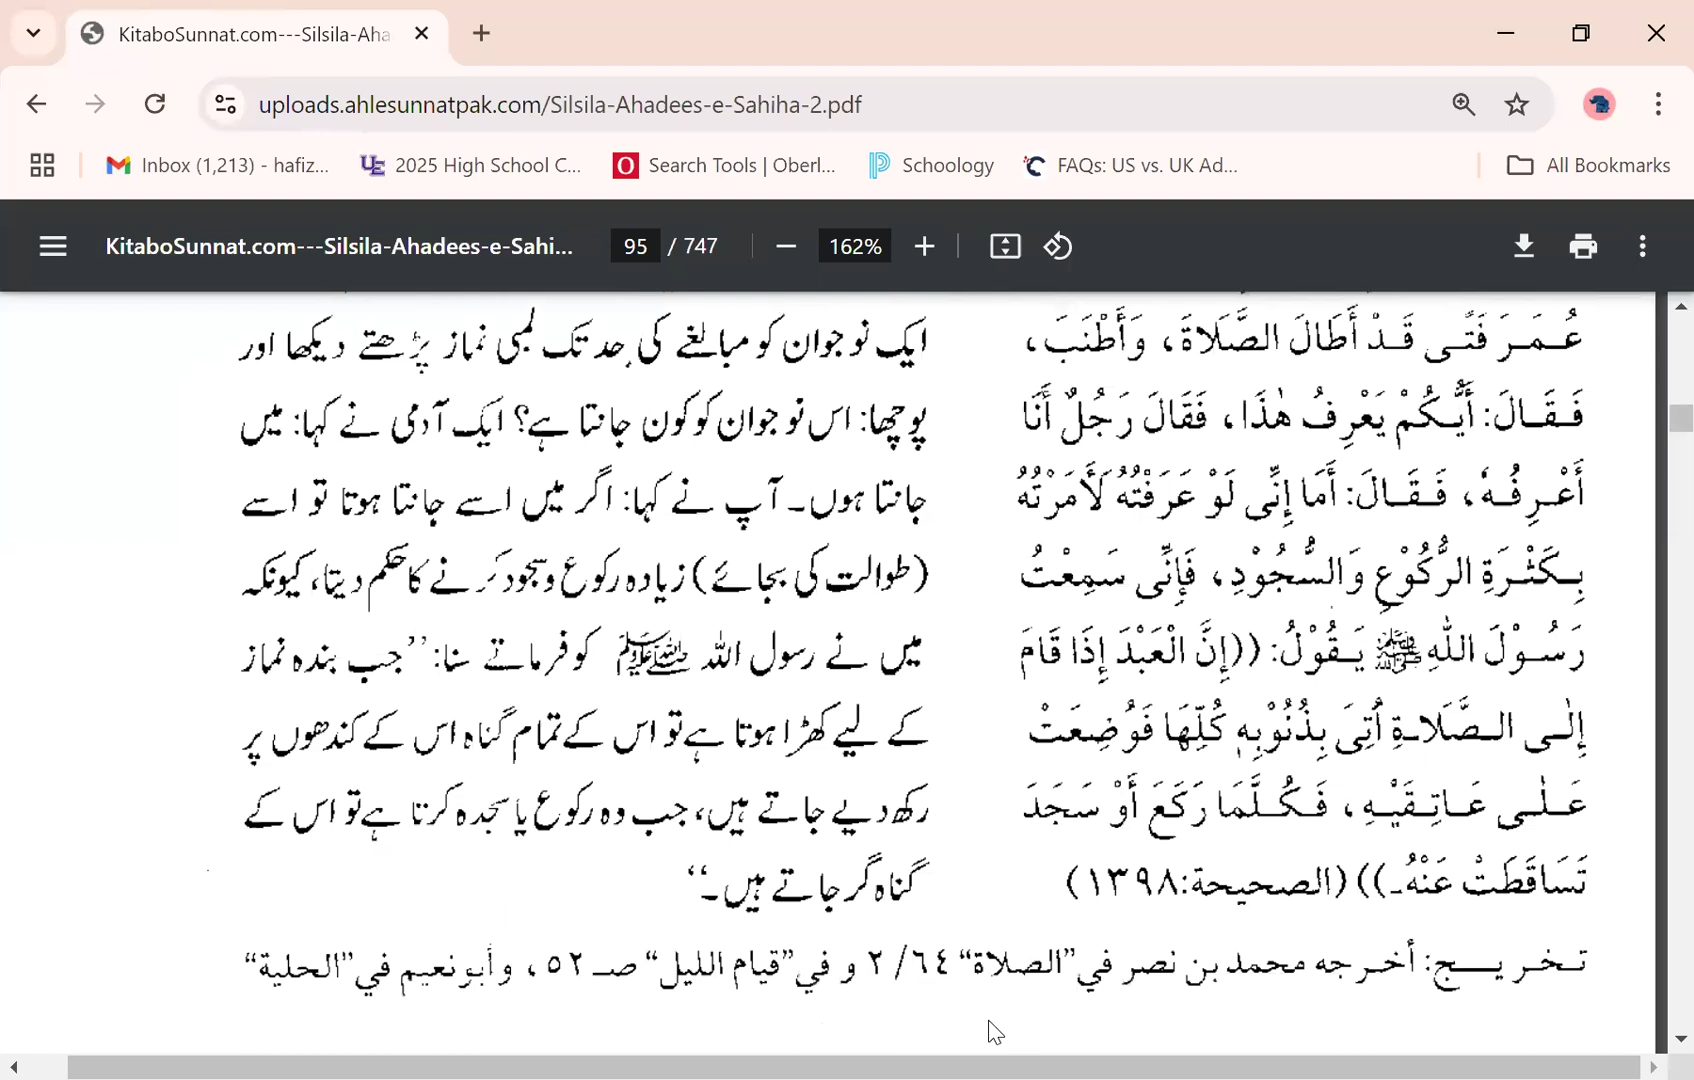 KitaboSunnat.com---Silsila-Aha
uploads.ahlesunnatpak.com/Silsila-Ahadees-e-Sahiha-2.pdf
Inbox (1,213) - hafiz...
2025 High School C...
Search Tools | Oberl...
Schoology
FAQs: US vs. UK Ad...
All Bookmarks
KitaboSunnat.com---Silsila-Ahadees-e-Sahi...
95 / 747
162%
عُمَرَ فَتًى قَدْ أَطَالَ الصَّلَاةَ، وَأَطْنَبَ،
فَقَالَ: أَيُّكُمْ يَعْرِفُ هٰذَا، فَقَالَ رَجُلٌ أَنَا
أَعْرِفُهُ، فَقَالَ: أَمَا إِنِّى لَوْ عَرَفْتُهُ لَأَمَرْتُهُ
بِكَثْرَةِ الرُّكُوْعِ وَالسُّجُوْدِ، فَإِنِّى سَمِعْتُ
رَسُوْلَ اللّٰهِ ﷺ يَقُوْلُ: ((إِنَّ الْعَبْدَ إِذَا قَامَ
إِلٰى الصَّلَاةِ أُتِىَ بِذُنُوْبِهٖ كُلِّهَا فَوُضِعَتْ
عَلٰى عَاتِقَيْهِ، فَكُلَّمَا رَكَعَ أَوْ سَجَدَ
تَسَاقَطَتْ عَنْهُ۔)) (الصحيحة:١٣٩٨)
ایک نوجوان کو مبالغے کی حد تک لمبی نماز پڑھتے دیکھا اور
پوچھا: اس نوجوان کو کون جانتا ہے؟ ایک آدمی نے کہا: میں
جانتا ہوں۔ آپ نے کہا: اگر میں اسے جانتا ہوتا تو اسے
(طوالت کی بجائے) زیادہ رکوع و سجود کرنے کا حکم دیتا، کیونکہ
میں نے رسول اللہ ﷺ کو فرماتے سنا: ’’جب بندہ نماز
کے لیے کھڑا ہوتا ہے تو اس کے تمام گناہ اس کے کندھوں پر
رکھ دیے جاتے ہیں، جب وہ رکوع یا سجدہ کرتا ہے تو اس کے
گناہ گر جاتے ہیں۔‘‘
تخريج: أخرجه محمد بن نصر في”الصلاة“ ٦٤/ ٢ و في”قيام الليل“ صـ ٥٢، وأبو نعيم في”الحلية“